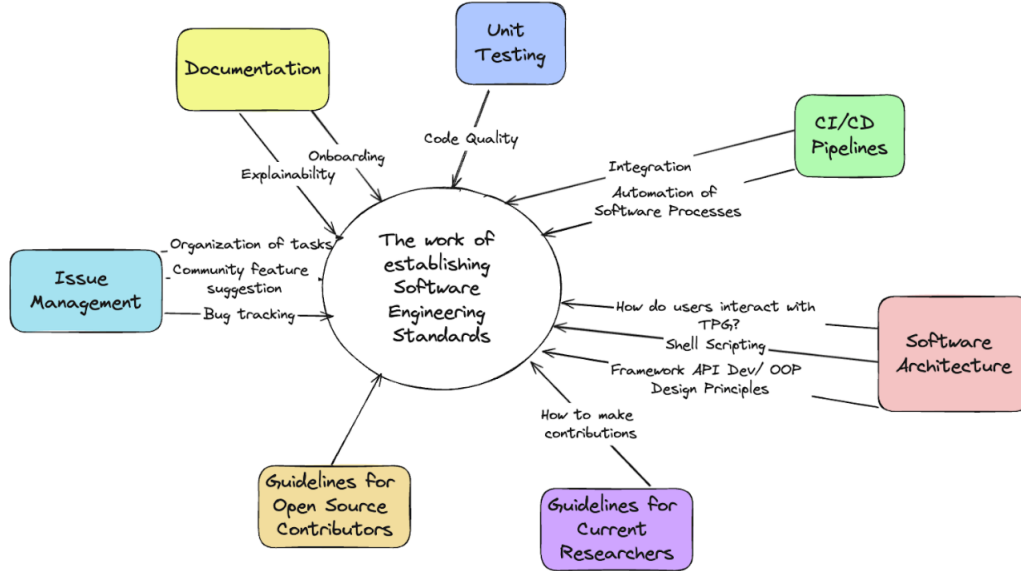 Unit
Testing
Documentation
CI/CD
Pipelines
Code Quality
Onboarding
Explainability
Integration
Automation of
Software Processes
The work of
establishing
Software
Engineering
Standards
Organization of tasks
Community feature
suggestion
Bug tracking
Issue
Management
How do users interact with
TPG?
Shell Scripting
Framework API Dev/ OOP
Design Principles
Software
Architecture
How to make
contributions
Guidelines for
Open Source
Contributors
Guidelines for
Current
Researchers